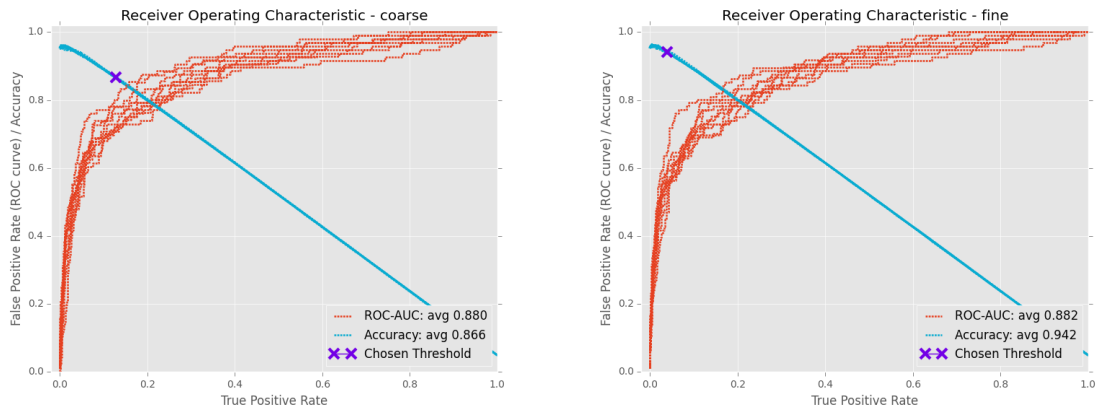 Receiver Operating Characteristic - coarse
False Positive Rate (ROC curve) / Accuracy
1.0
0.8
0.6
0.4
0.2
0.0
0.0 0.2 0.4 0.6 0.8 1.0
True Positive Rate
ROC-AUC: avg 0.880
Accuracy: avg 0.866
Chosen Threshold
Receiver Operating Characteristic - fine
False Positive Rate (ROC curve) / Accuracy
1.0
0.8
0.6
0.4
0.2
0.0
0.0 0.2 0.4 0.6 0.8 1.0
True Positive Rate
ROC-AUC: avg 0.882
Accuracy: avg 0.942
Chosen Threshold